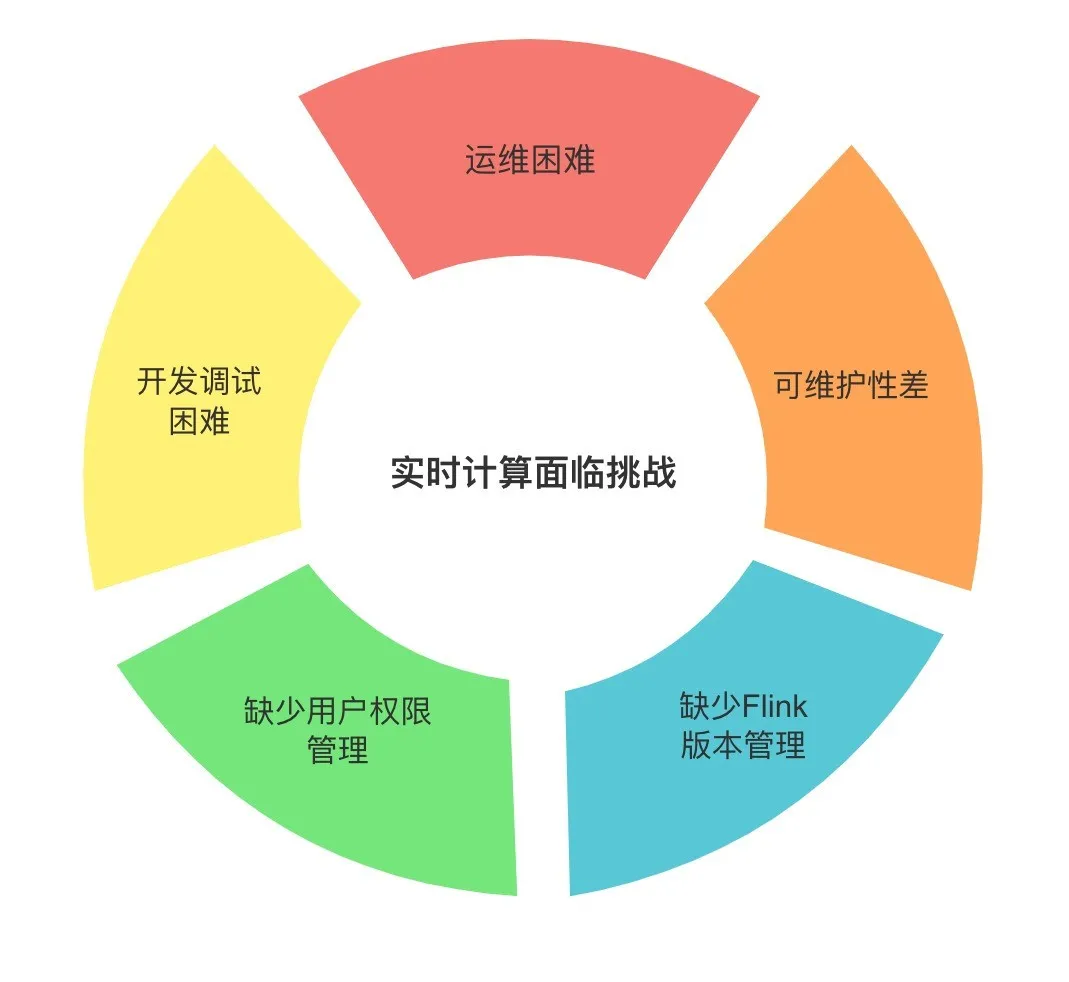 运维困难
可维护性差
开发调试
困难
实时计算面临挑战
缺少用户权限
管理
缺少Flink
版本管理